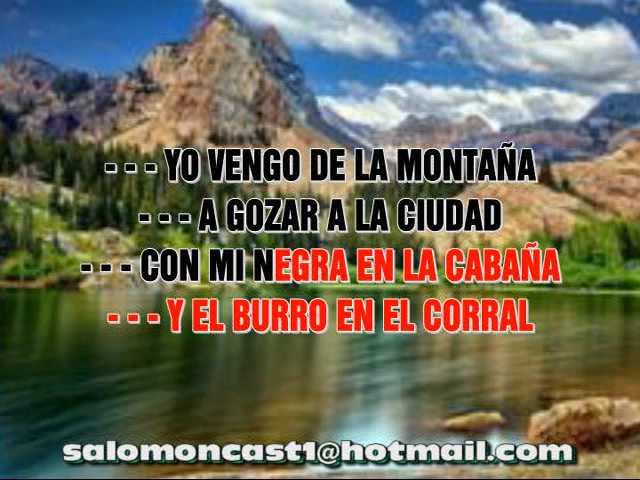 - - - YO VENGO DE LA MONTAÑA
- - - A GOZAR A LA CIUDAD
- - - CON MI NEGRA EN LA CABAÑA
- - - Y EL BURRO EN EL CORRAL
salomoncast1@hotmail.com